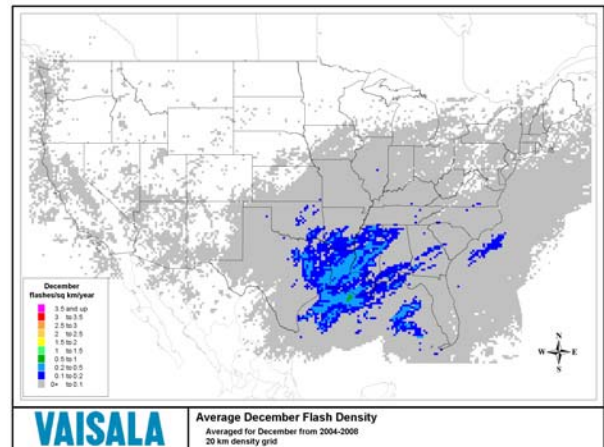 December
flashes/sq km/year
3.5 and up
3 to 3.5
2.5 to 3
2 to 2.5
1.5 to 2
1 to 1.5
0.5 to 1
0.2 to 0.5
0.1 to 0.2
0+ to 0.1
N
W E
S
VAISALA
Average December Flash Density
Averaged for December from 2004-2008
20 km density grid